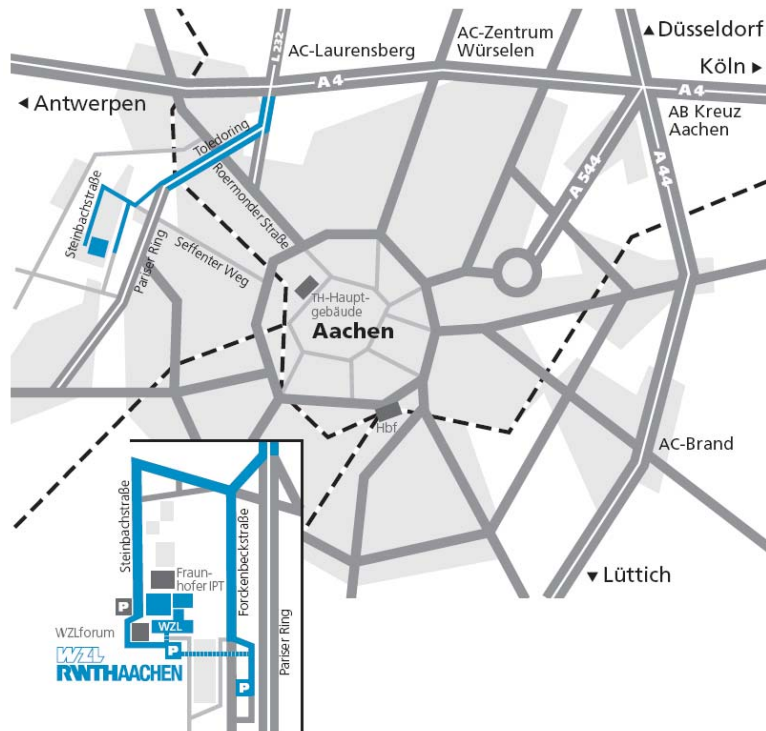 Düsseldorf
AC-Laurensberg
AC-Zentrum
Würselen
Köln
L 232
A 4
A 4
Antwerpen
AB Kreuz
Aachen
Toledoring
A 544
A 44
Roermonder Straße
Steinbachstraße
Pariser Ring
Seffenter Weg
TH-Haupt-
gebäude
Aachen
Hbf
AC-Brand
Lüttich
Steinbachstraße
Forckenbeckstraße
Fraun-
hofer IPT
P
WZL
WZLforum
P
Pariser Ring
WZL
RWTHAACHEN
P